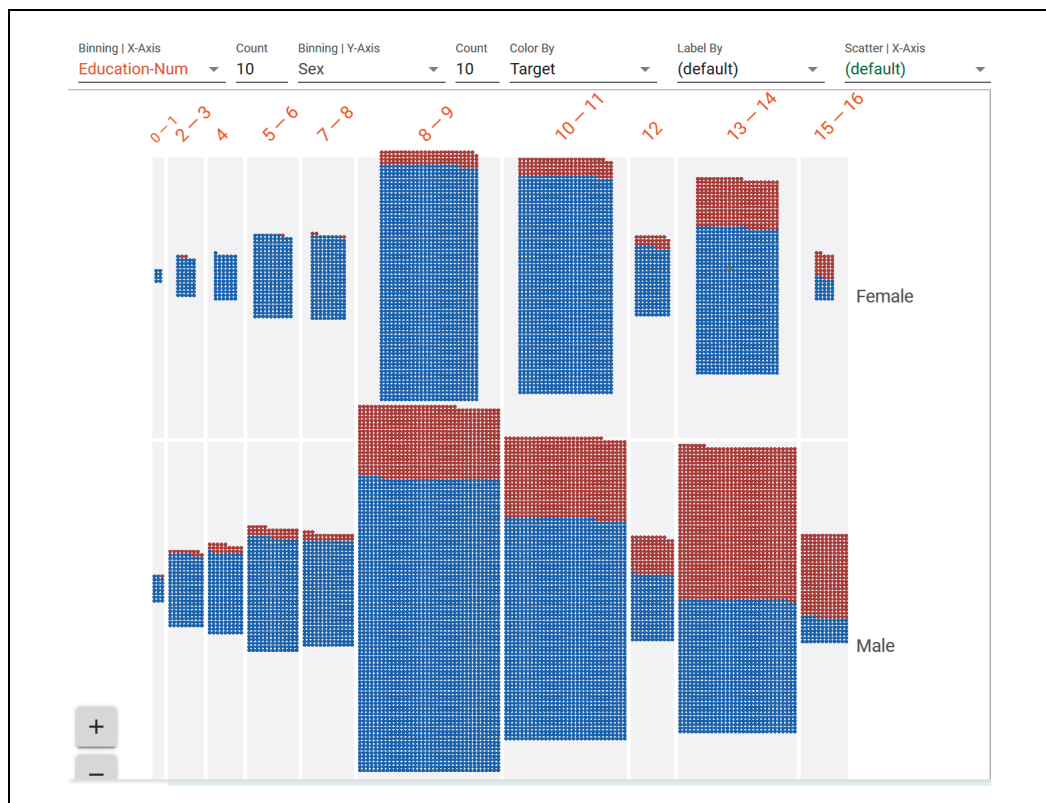 Binning | X-Axis Count Binning | Y-Axis Count Color By Label By Scatter | X-Axis
Education-Num 10 Sex 10 Target (default) (default)
0 – 1 2 – 3 4 5 – 6 7 – 8 8 – 9 10 – 11 12 13 – 14 15 – 16
Female
Male
+
–